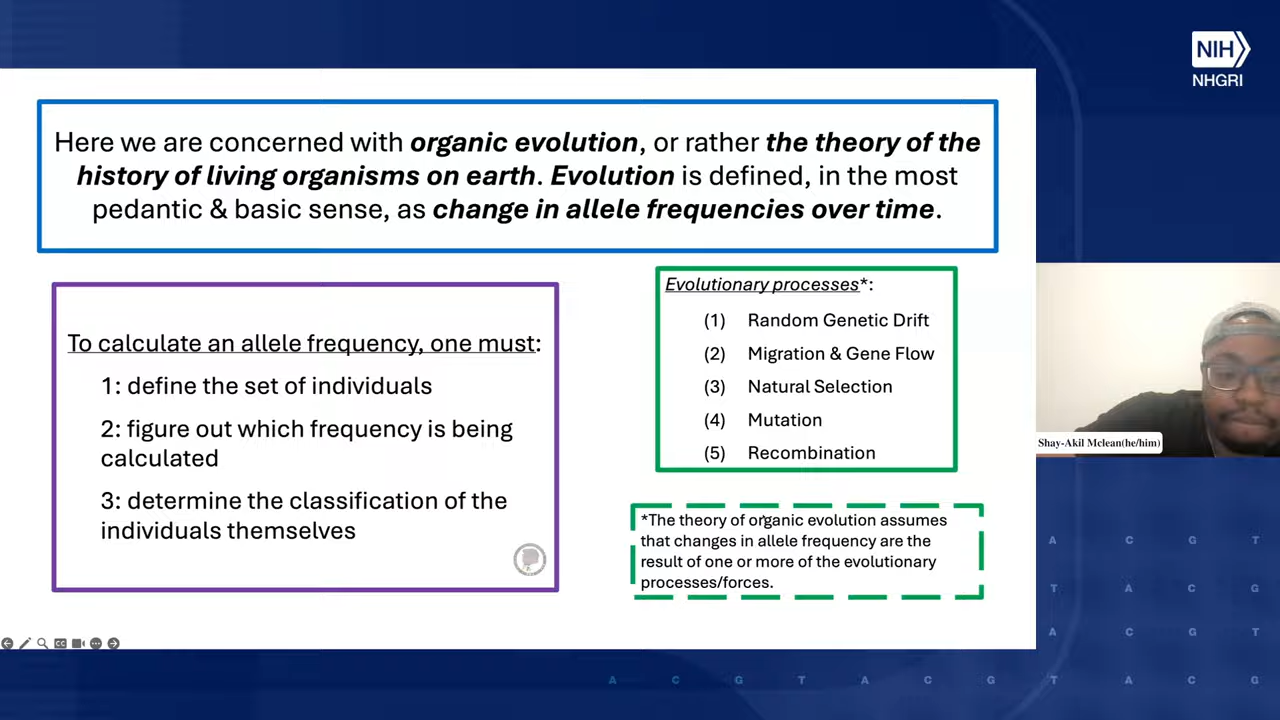 NIH
NHGRI
Here we are concerned with organic evolution, or rather the theory of the
history of living organisms on earth. Evolution is defined, in the most
pedantic & basic sense, as change in allele frequencies over time.
To calculate an allele frequency, one must:
1: define the set of individuals
2: figure out which frequency is being
calculated
3: determine the classification of the
individuals themselves
Evolutionary processes*:
(1) Random Genetic Drift
(2) Migration & Gene Flow
(3) Natural Selection
(4) Mutation
(5) Recombination
*The theory of organic evolution assumes
that changes in allele frequency are the
result of one or more of the evolutionary
processes/forces.
Shay-Akil Mclean(he/him)
CC
A C G T
T A C G
A C G T
A C G T A C G T A C G